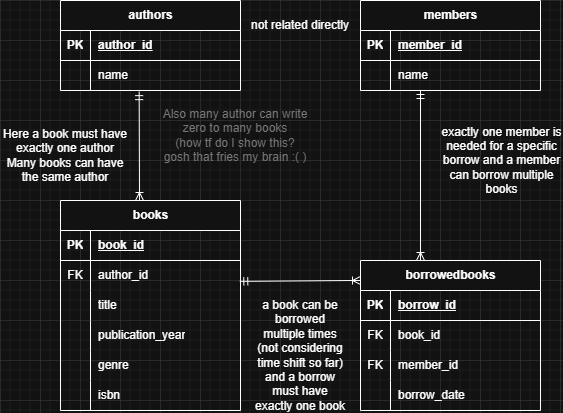 authors
PK author_id
name
not related directly
members
PK member_id
name
Here a book must have
exactly one author
Many books can have
the same author
Also many author can write
zero to many books
(how tf do I show this?
gosh that fries my brain :( )
exactly one member is
needed for a specific
borrow and a member
can borrow multiple
books
books
PK book_id
FK author_id
title
publication_year
genre
isbn
a book can be
borrowed
multiple times
(not considering
time shift so far)
and a borrow
must have
exactly one book
borrowedbooks
PK borrow_id
FK book_id
FK member_id
borrow_date